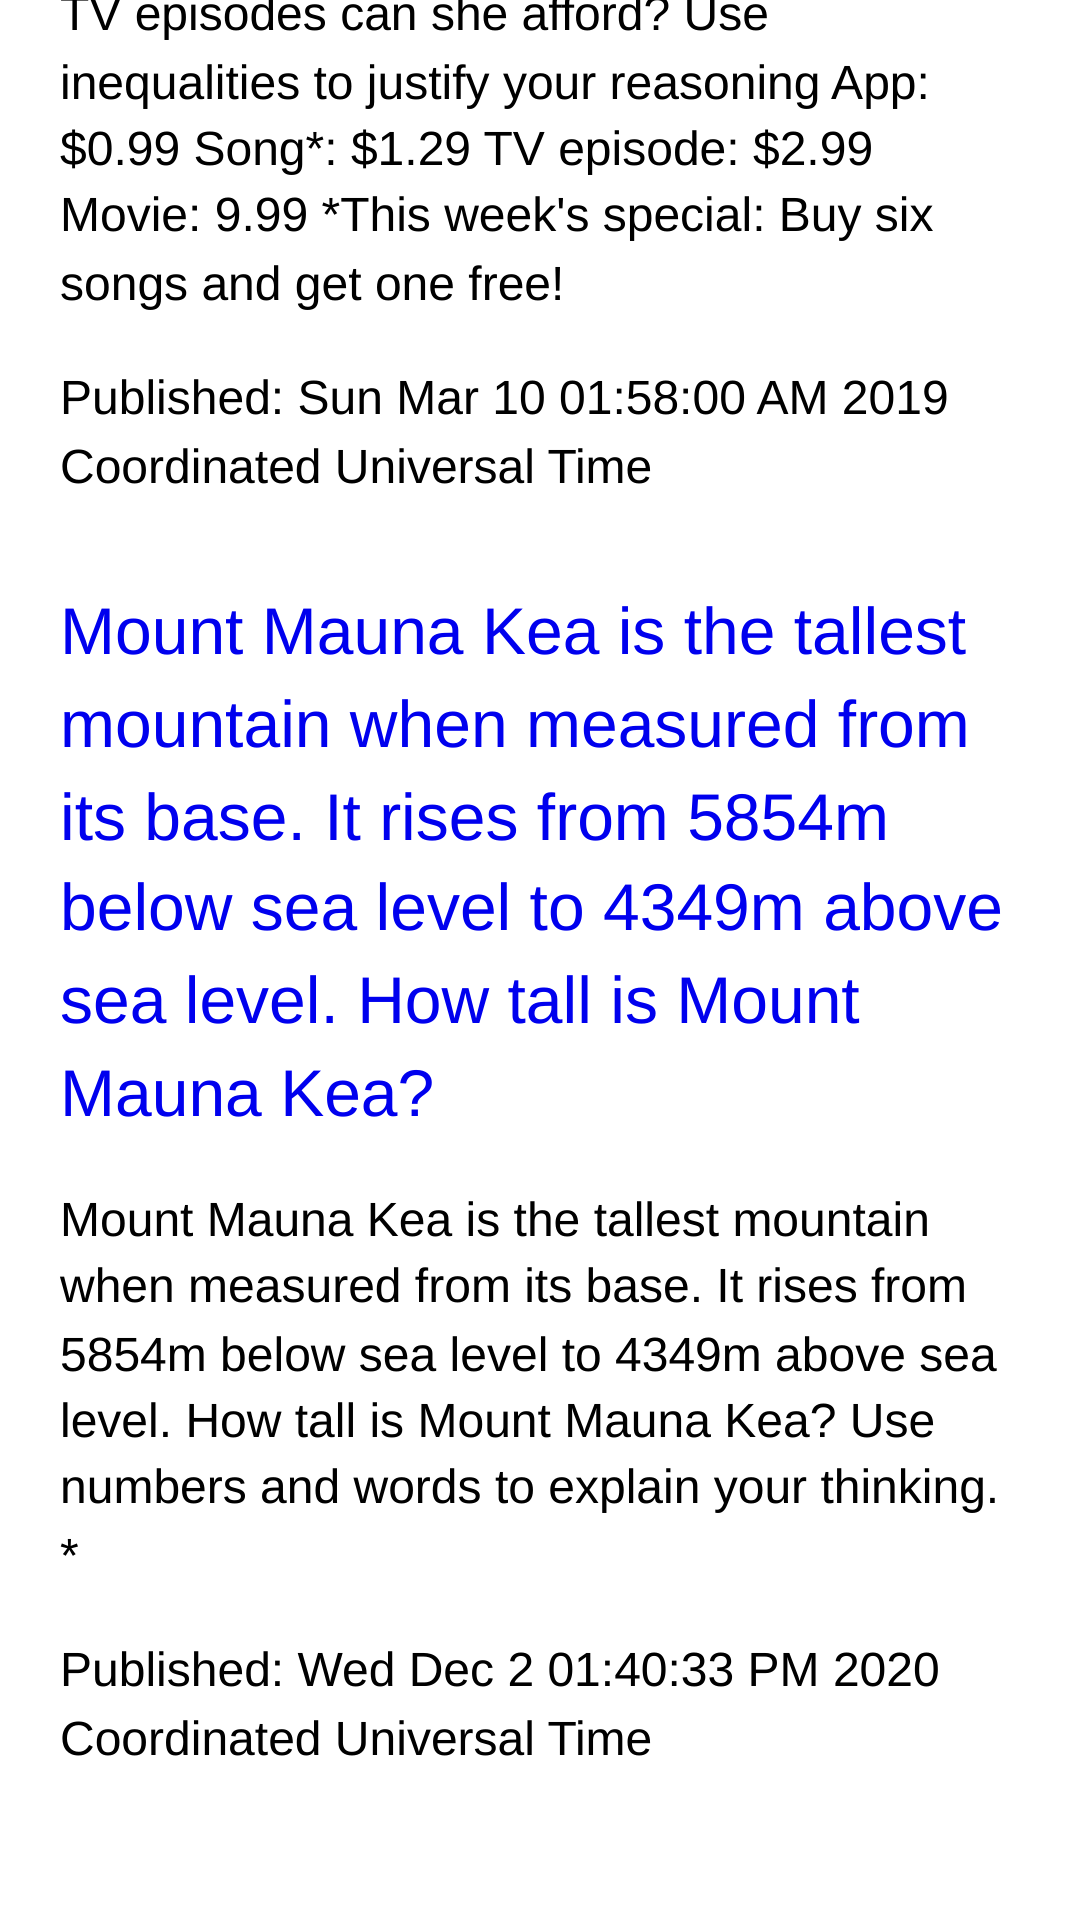 TV episodes can she afford? Use
inequalities to justify your reasoning App:
$0.99 Song*: $1.29 TV episode: $2.99
Movie: 9.99 *This week's special: Buy six
songs and get one free!
Published: Sun Mar 10 01:58:00 AM 2019
Coordinated Universal Time
Mount Mauna Kea is the tallest
mountain when measured from
its base. It rises from 5854m
below sea level to 4349m above
sea level. How tall is Mount
Mauna Kea?
Mount Mauna Kea is the tallest mountain
when measured from its base. It rises from
5854m below sea level to 4349m above sea
level. How tall is Mount Mauna Kea? Use
numbers and words to explain your thinking.
*
Published: Wed Dec 2 01:40:33 PM 2020
Coordinated Universal Time